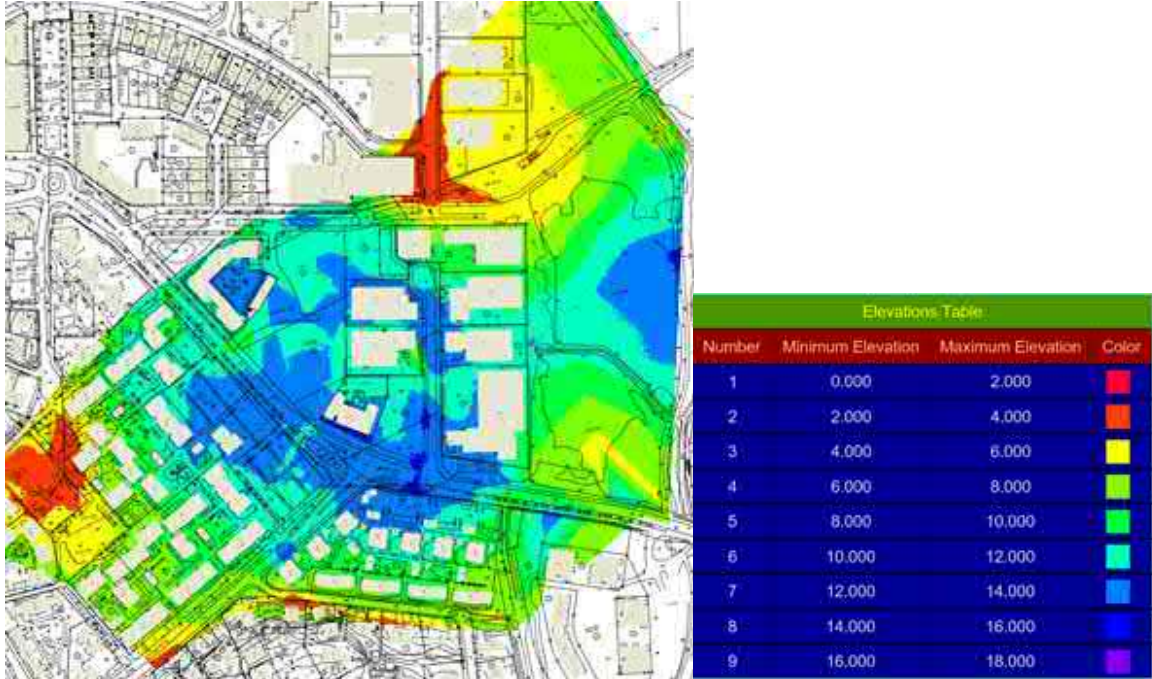 Elevations Table
Number Minimum Elevation Maximum Elevation Color
1 0.000 2.000
2 2.000 4.000
3 4.000 6.000
4 6.000 8.000
5 8.000 10.000
6 10.000 12.000
7 12.000 14.000
8 14.000 16.000
9 16.000 18.000